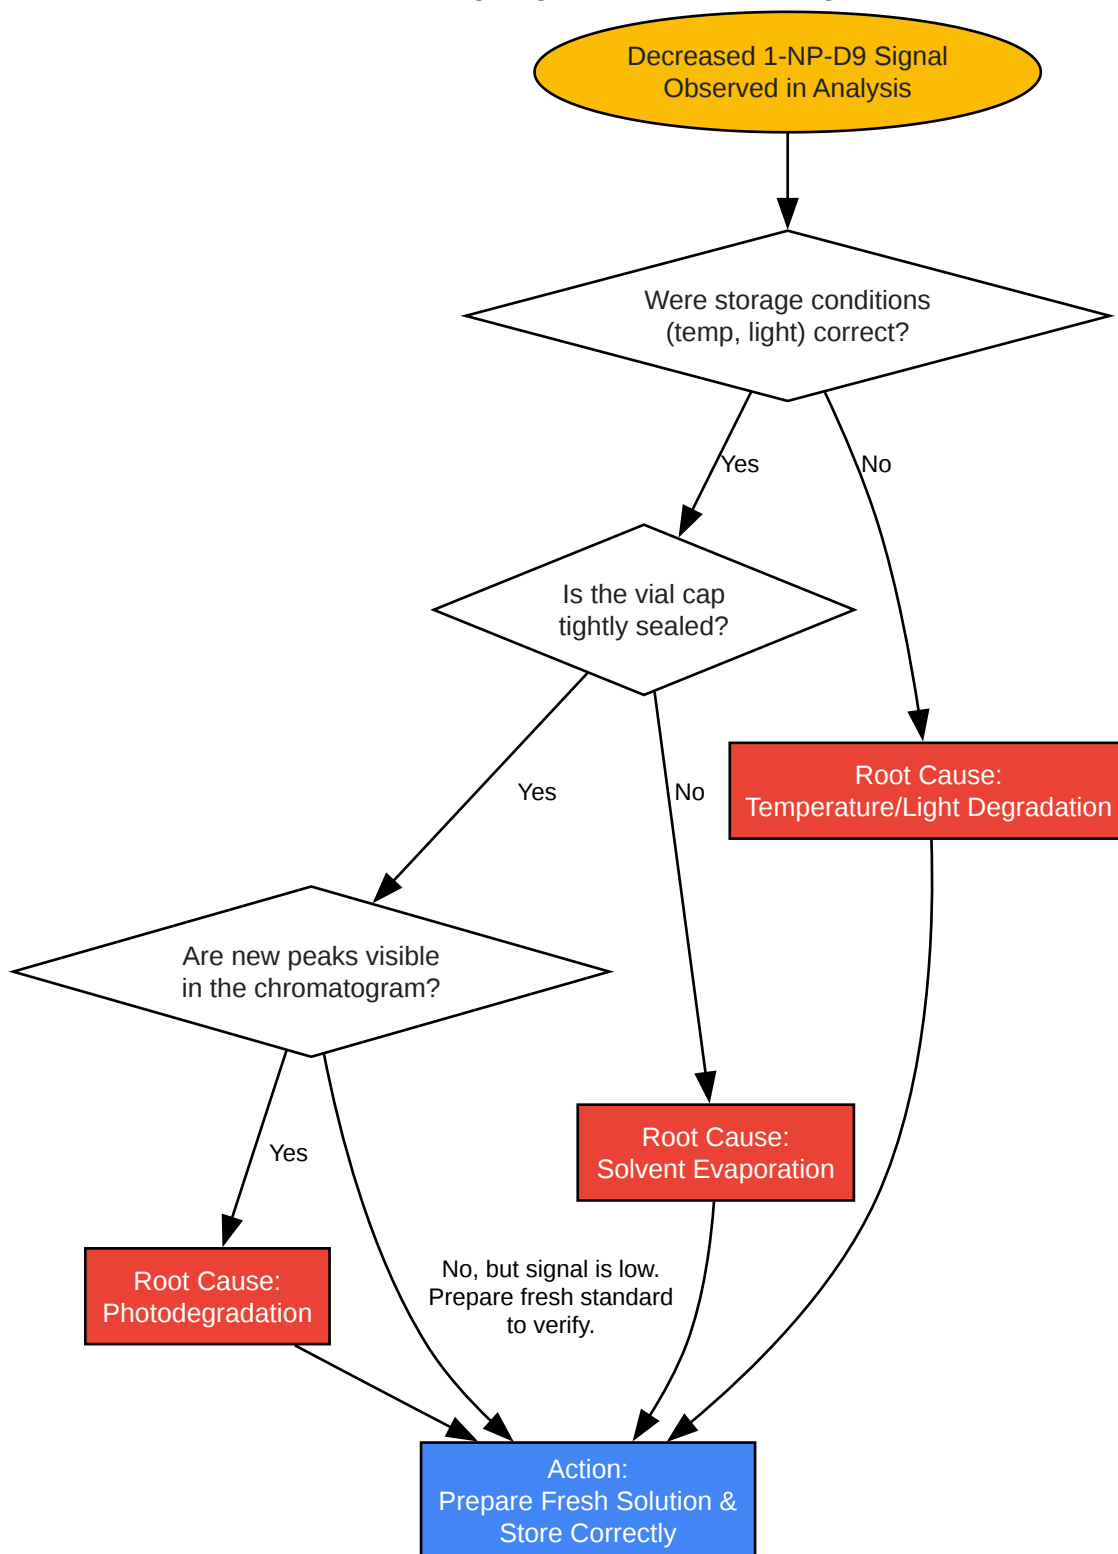 Decreased 1-NP-D9 Signal
Observed in Analysis
Were storage conditions
(temp, light) correct?
Yes
No
Is the vial cap
tightly sealed?
Yes
No
Root Cause:
Temperature/Light Degradation
Are new peaks visible
in the chromatogram?
Yes
Root Cause:
Solvent Evaporation
No, but signal is low.
Prepare fresh standard
to verify.
Root Cause:
Photodegradation
Action:
Prepare Fresh Solution &
Store Correctly